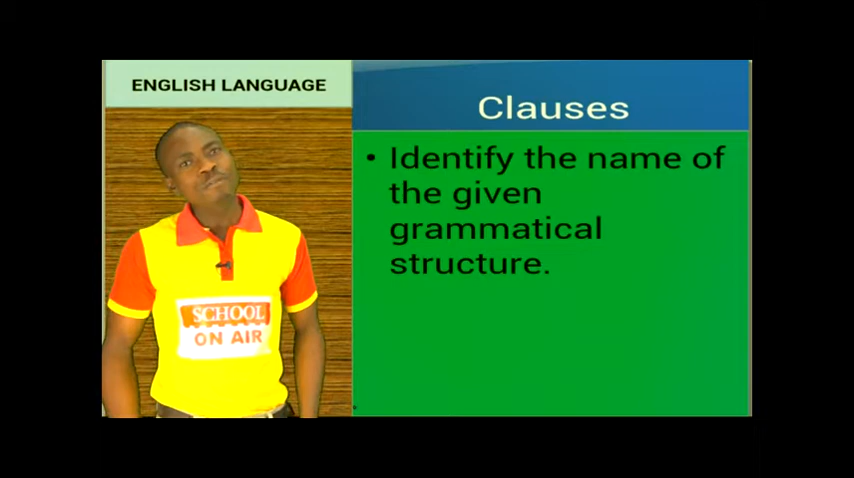 ENGLISH LANGUAGE
Clauses
• Identify the name of
the given
grammatical
structure.
SCHOOL
ON AIR